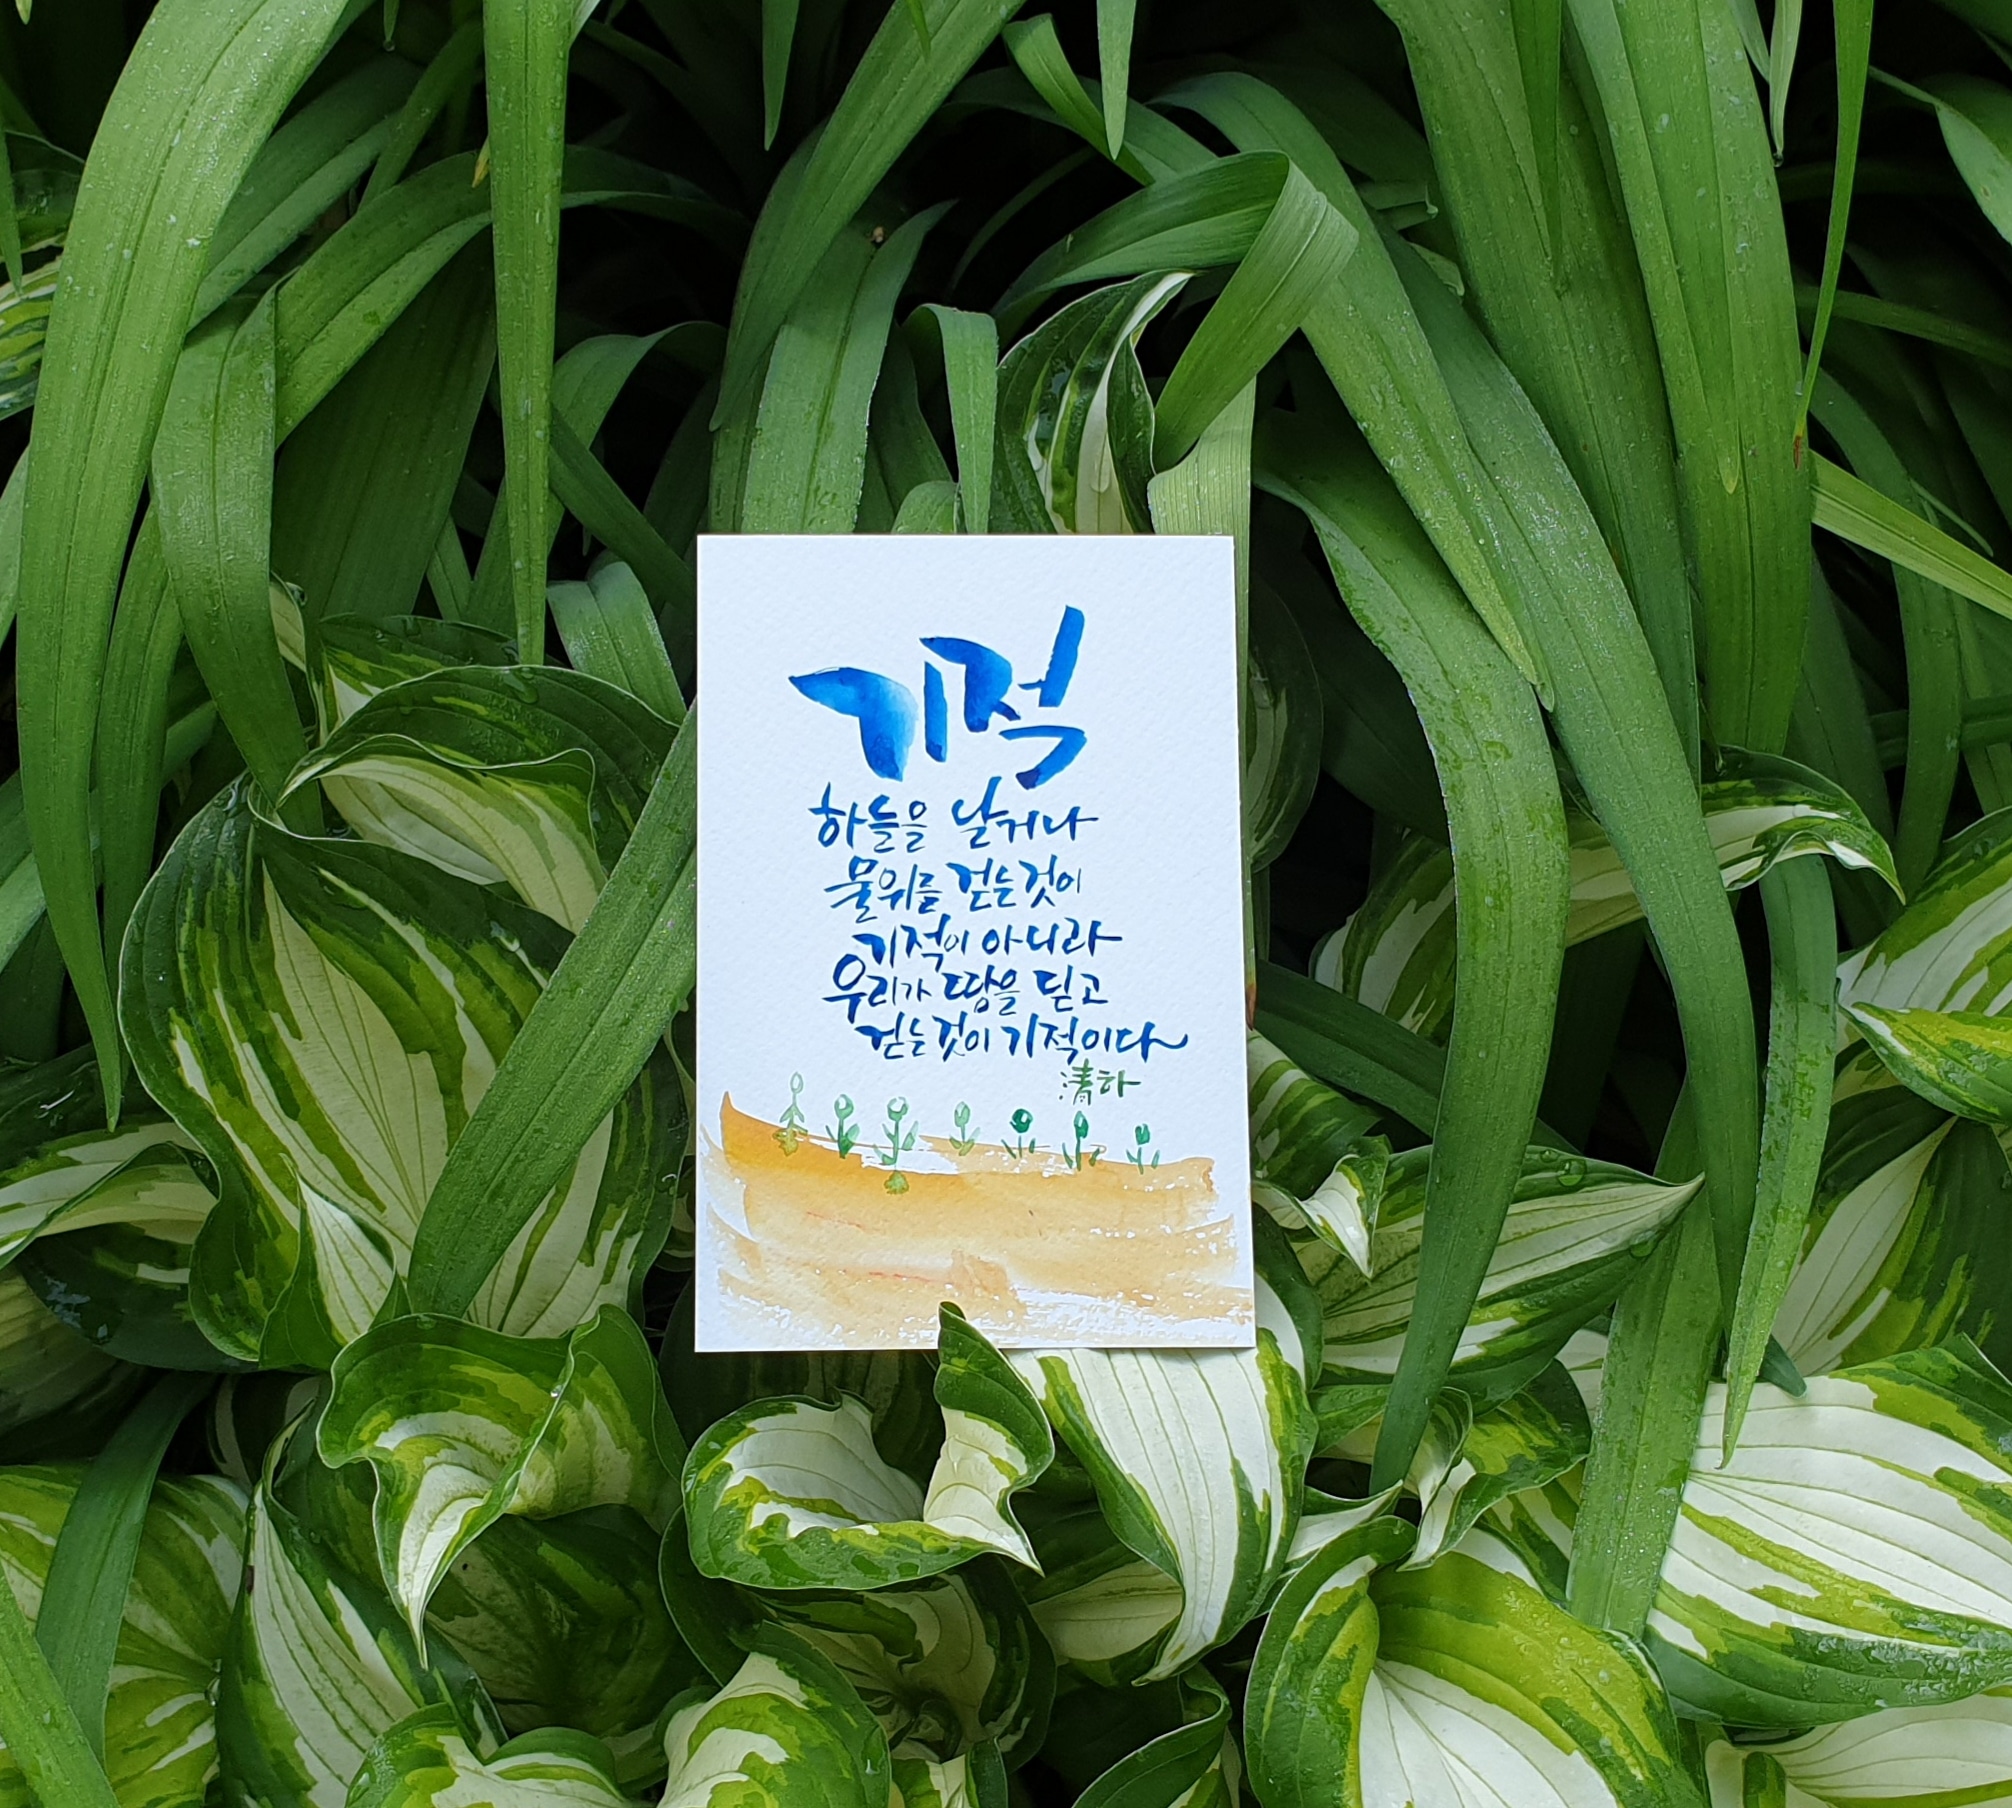 기적
하늘을 날거나
물위를 걷는것이
기적이 아니라
우리가 땅을 딛고
걷는것이 기적이다
淸하